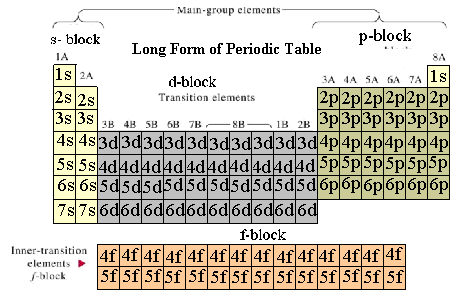 Main-group elements
s- block
p-block
Long Form of Periodic Table
1A 8A
d-block
1s 2A 3A 4A 5A 6A 7A 1s
Transition elements
2s 2s 2p 2p 2p 2p 2p 2p
3s 3s 3B 4B 5B 6B 7B 8B 1B 2B 3p 3p 3p 3p 3p 3p
4s 4s 3d 3d 3d 3d 3d 3d 3d 3d 3d 3d 4p 4p 4p 4p 4p 4p
5s 5s 4d 4d 4d 4d 4d 4d 4d 4d 4d 4d 5p 5p 5p 5p 5p 5p
6s 6s 5d 5d 5d 5d 5d 5d 5d 5d 5d 5d 6p 6p 6p 6p 6p 6p
7s 7s 6d 6d 6d 6d 6d 6d 6d 6d 6d 6d
f-block
Inner-transition
elements
f-block
4f 4f 4f 4f 4f 4f 4f 4f 4f 4f 4f 4f 4f 4f
5f 5f 5f 5f 5f 5f 5f 5f 5f 5f 5f 5f 5f 5f